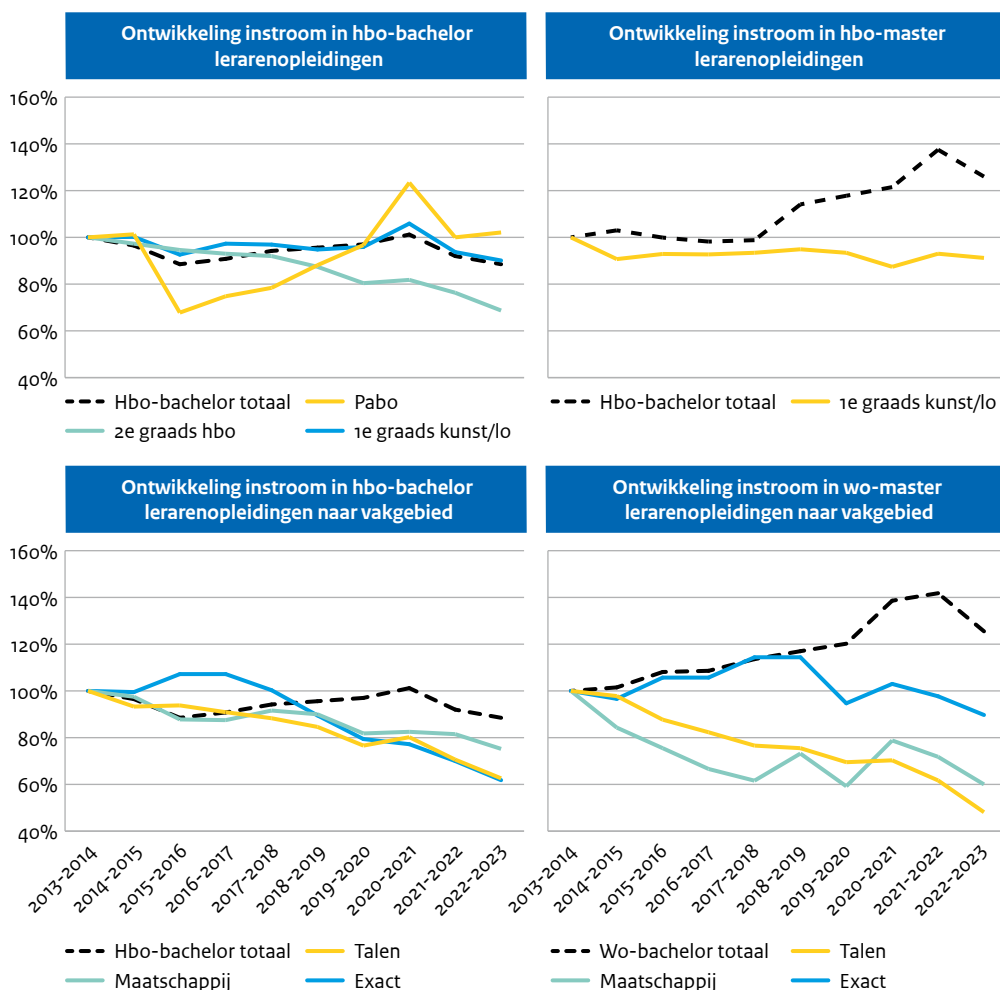 Ontwikkeling instroom in hbo-bachelor
lerarenopleidingen
160%
140%
120%
100%
80%
60%
40%
Hbo-bachelor totaal
Pabo
2e graads hbo
1e graads kunst/lo
Ontwikkeling instroom in hbo-master
lerarenopleidingen
Hbo-bachelor totaal
1e graads kunst/lo
Ontwikkeling instroom in hbo-bachelor
lerarenopleidingen naar vakgebied
160%
140%
120%
100%
80%
60%
40%
2013-2014
2014-2015
2015-2016
2016-2017
2017-2018
2018-2019
2019-2020
2020-2021
2021-2022
2022-2023
Hbo-bachelor totaal
Talen
Maatschappij
Exact
Ontwikkeling instroom in wo-master
lerarenopleidingen naar vakgebied
2013-2014
2014-2015
2015-2016
2016-2017
2017-2018
2018-2019
2019-2020
2020-2021
2021-2022
2022-2023
Wo-bachelor totaal
Talen
Maatschappij
Exact